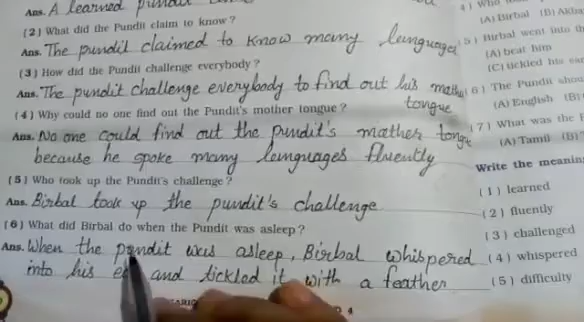 Ans. A learned pundit
( 2 ) What did the Pundit claim to know ?
Ans. The pundit claimed to know many languages
( 3 ) How did the Pundit challenge everybody ?
Ans. The pundit challenge everybody to find out his mother tongue
( 4 ) Why could no one find out the Pundit's mother tongue ?
Ans. No one could find out the pundit's mother tongue
because he spoke many languages fluently
( 5 ) Who took up the Pundit's challenge ?
Ans. Birbal took up the pundit's challenge
( 6 ) What did Birbal do when the Pundit was asleep ?
Ans. When the pundit was asleep, Birbal whispered
into his and tickled it with a feather
4 ) Who
(A) Birbal (B) Akba
5 ) Birbal went into th
(A) beat him
(C) tickled his ear
( 6 ) The Pundit
(A) English (B)
( 7 ) What was the
(A) Tamil (B)
Write the meanin
( 1 ) learned
( 2 ) fluently
( 3 ) challenged
( 4 ) whispered
( 5 ) difficulty
4